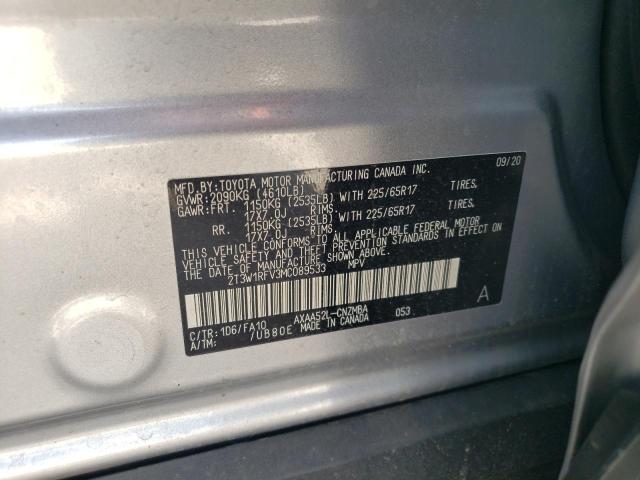 MFD. BY: TOYOTA MOTOR MANUFACTURING CANADA INC. 09/20
GVWR: 2090KG (4610LB)
GAWR: FRT 1150KG (2535LB) WITH 225/65R17 TIRES,
17X7.0J RIMS
RR. 1150KG (2535LB) WITH 225/65R17 TIRES,
17X7.0J RIMS
THIS VEHICLE CONFORMS TO ALL APPLICABLE FEDERAL MOTOR
VEHICLE SAFETY AND THEFT PREVENTION STANDARDS IN EFFECT
ON THE DATE OF MANUFACTURE SHOWN ABOVE.
2T3W1RFV3MC089533 MPV
A
C/TR: 1D6/FA10 AXAA52L-CNZMBA 053
A/TM: /UB80E MADE IN CANADA